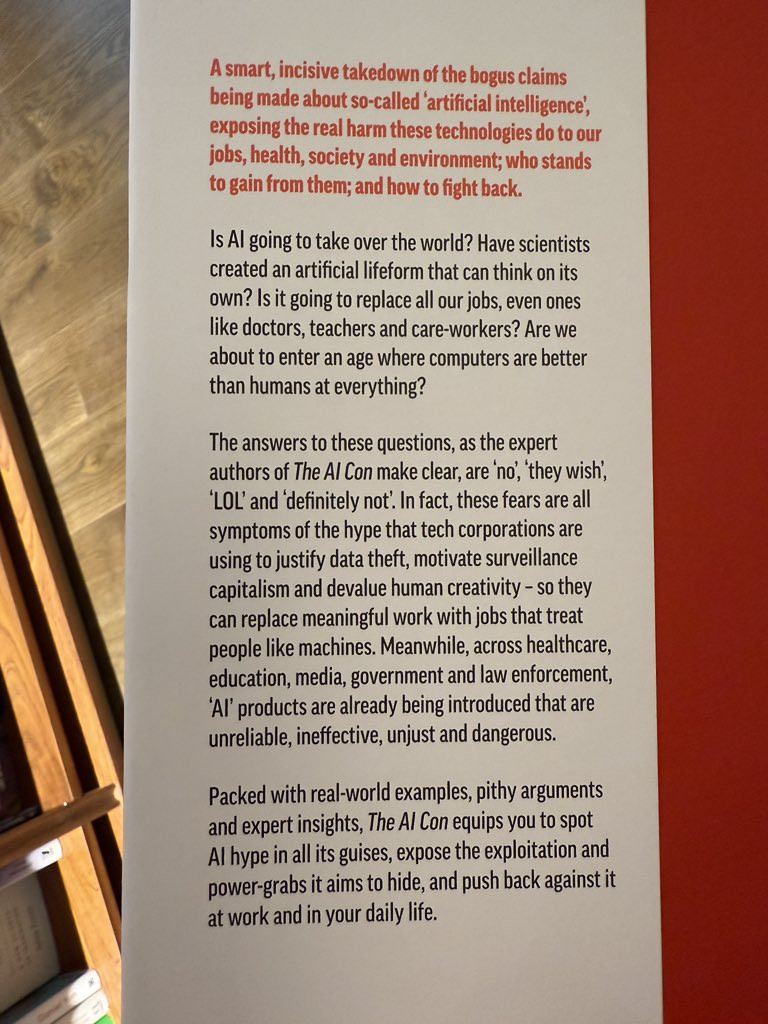 A smart, incisive takedown of the bogus claims
being made about so-called ‘artificial intelligence’,
exposing the real harm these technologies do to our
jobs, health, society and environment; who stands
to gain from them; and how to fight back.
Is AI going to take over the world? Have scientists
created an artificial lifeform that can think on its
own? Is it going to replace all our jobs, even ones
like doctors, teachers and care-workers? Are we
about to enter an age where computers are better
than humans at everything?
The answers to these questions, as the expert
authors of The AI Con make clear, are ‘no’, ‘they wish’,
‘LOL’ and ‘definitely not’. In fact, these fears are all
symptoms of the hype that tech corporations are
using to justify data theft, motivate surveillance
capitalism and devalue human creativity – so they
can replace meaningful work with jobs that treat
people like machines. Meanwhile, across healthcare,
education, media, government and law enforcement,
‘AI’ products are already being introduced that are
unreliable, ineffective, unjust and dangerous.
Packed with real-world examples, pithy arguments
and expert insights, The AI Con equips you to spot
AI hype in all its guises, expose the exploitation and
power-grabs it aims to hide, and push back against it
at work and in your daily life.